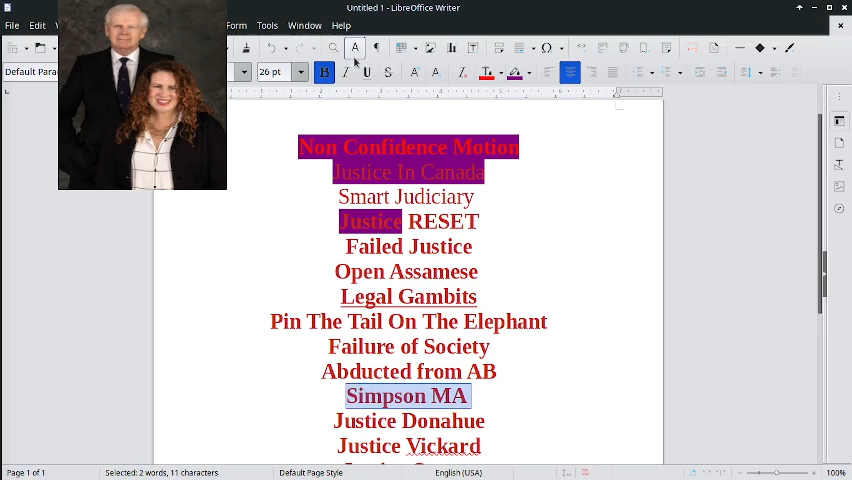 Untitled 1 - LibreOffice Writer
File Edit Form Tools Window Help
Default Para 26 pt
Non Confidence Motion
Justice In Canada
Smart Judiciary
Justice RESET
Failed Justice
Open Assamese
Legal Gambits
Pin The Tail On The Elephant
Failure of Society
Abducted from AB
Simpson MA
Justice Donahue
Justice Vickard
Page 1 of 1 Selected: 2 words, 11 characters Default Page Style English (USA) 100%